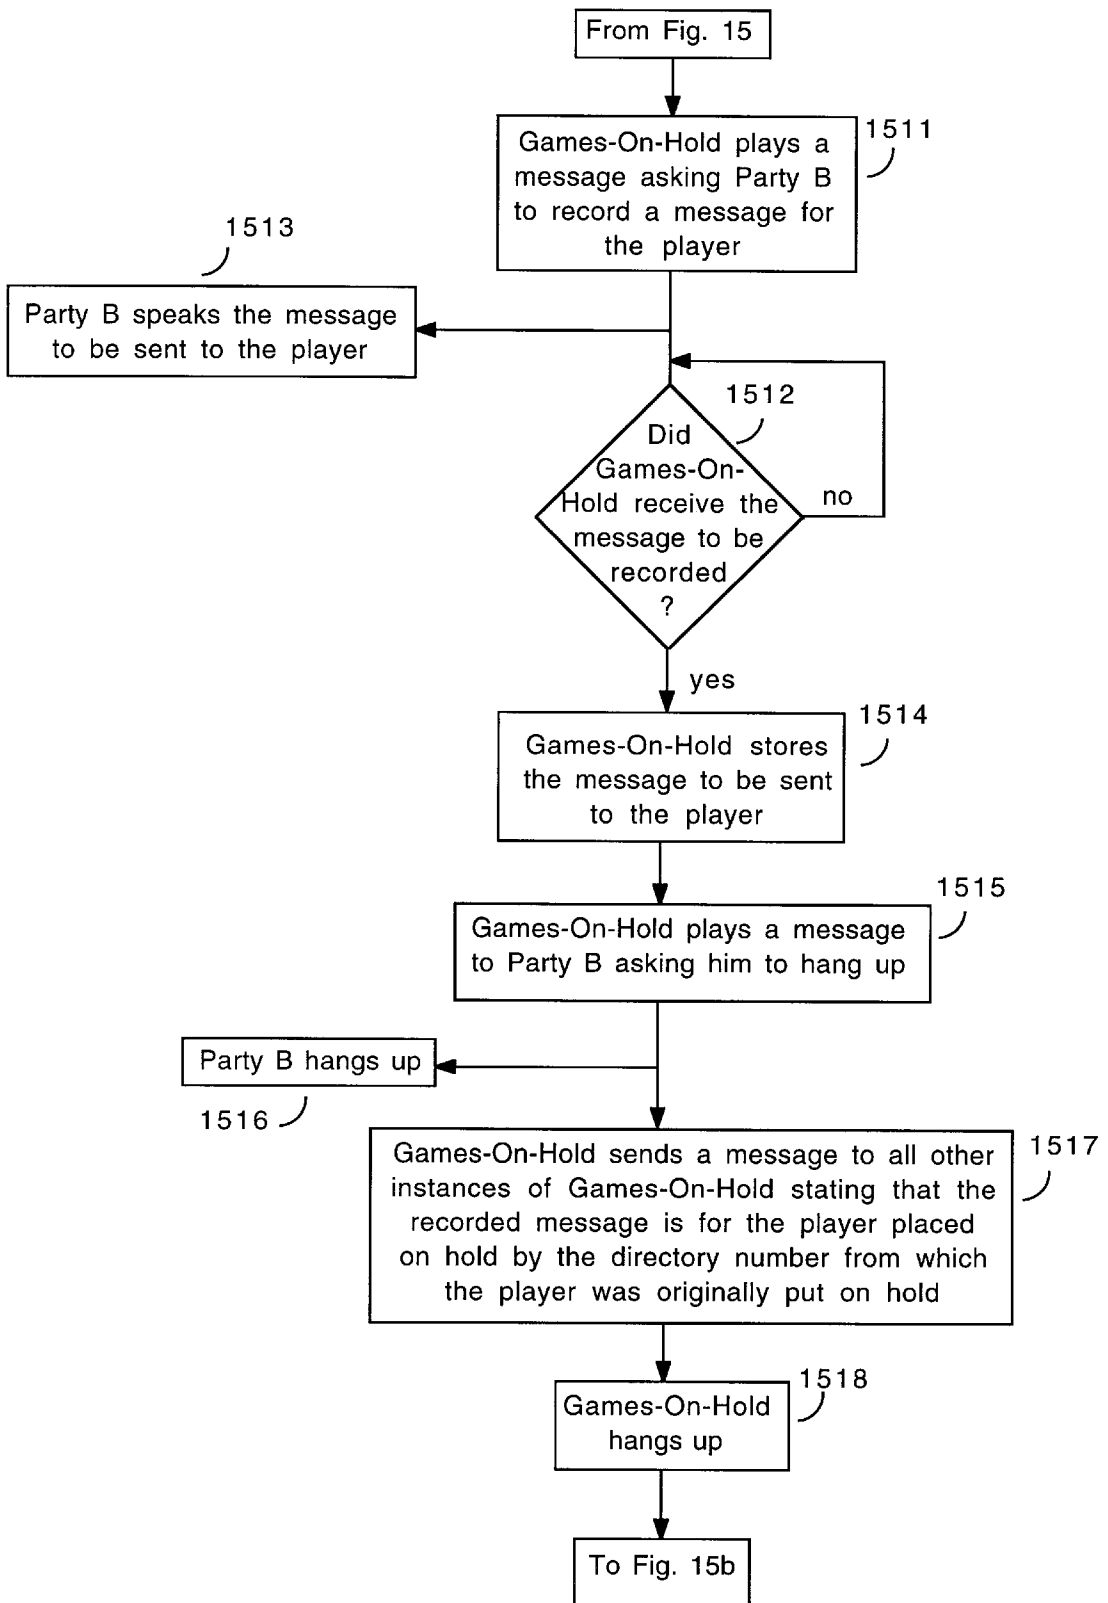 From Fig. 15
Games-On-Hold plays a
message asking Party B
to record a message for
the player
1511
1513
Party B speaks the message
to be sent to the player
1512
Did
Games-On-
Hold receive the
message to be
recorded
?
no
yes
1514
Games-On-Hold stores
the message to be sent
to the player
1515
Games-On-Hold plays a message
to Party B asking him to hang up
Party B hangs up
1516
1517
Games-On-Hold sends a message to all other
instances of Games-On-Hold stating that the
recorded message is for the player placed
on hold by the directory number from which
the player was originally put on hold
1518
Games-On-Hold
hangs up
To Fig. 15b